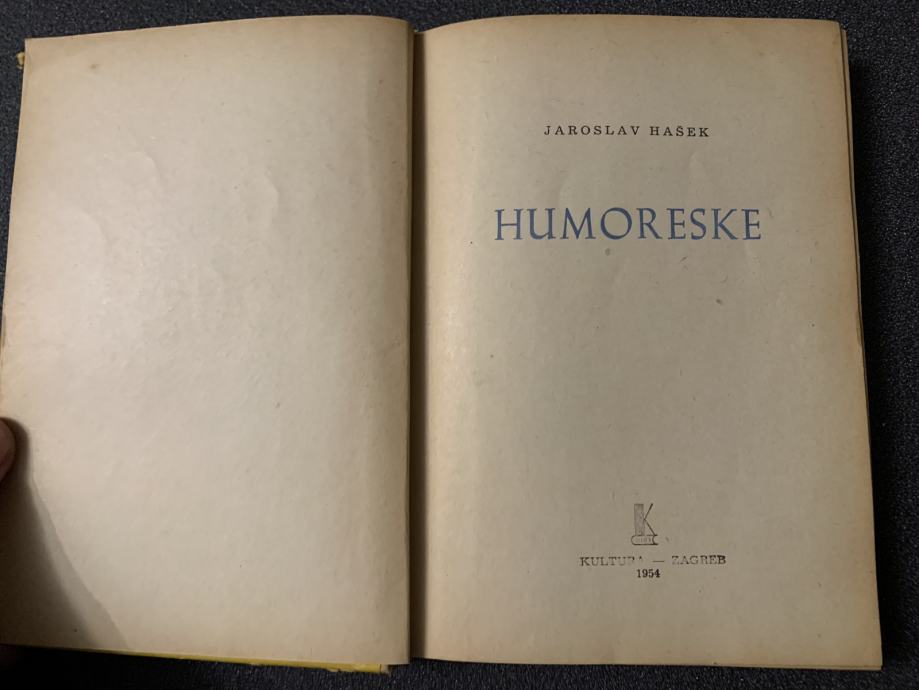 JAROSLAV HAŠEK
HUMORESKE
K
KULTURA — ZAGREB
1954